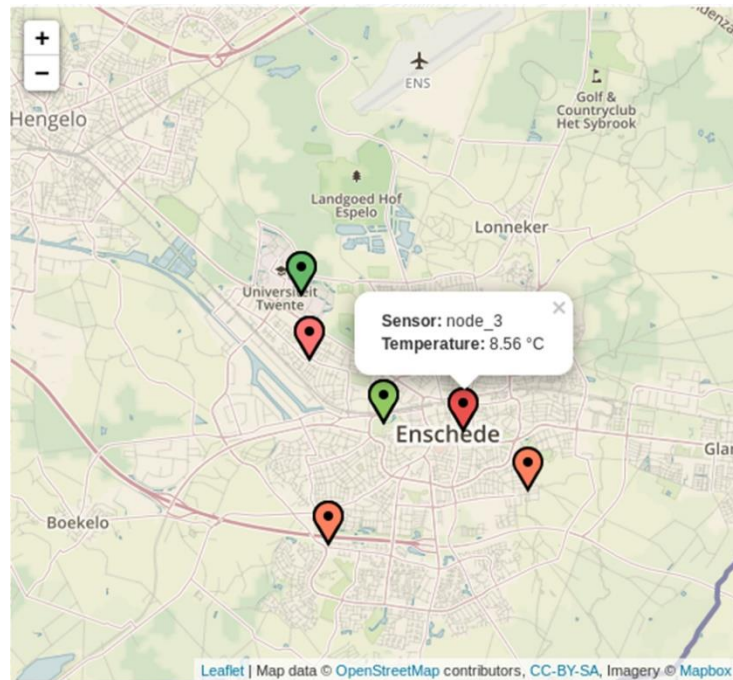 +
−
ENS
Golf &
Countryclub
Het Sybrook
Hengelo
Landgoed Hof
Espelo
Lonneker
Universiteit
Twente
×
Sensor: node_3
Temperature: 8.56 °C
Enschede
Boekelo
Leaflet | Map data © OpenStreetMap contributors, CC-BY-SA, Imagery © Mapbox